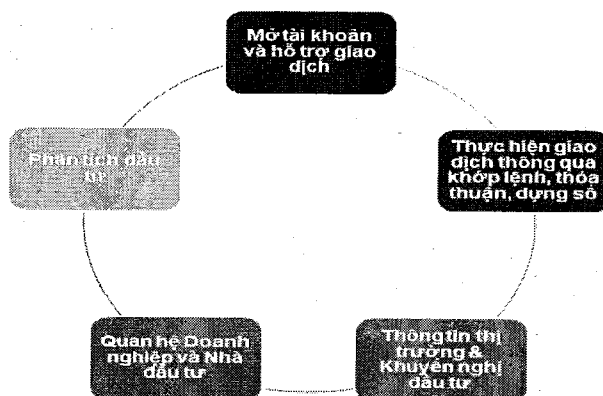 Mở tài khoản
và hỗ trợ giao
dịch
Thực hiện giao
dịch thông qua
khớp lệnh, thỏa
thuận, dựng sổ
Thông tin thị
trường &
Khuyến nghị
đầu tư
Quan hệ Doanh
nghiệp và Nhà
đầu tư
Phân tích đầu
tư